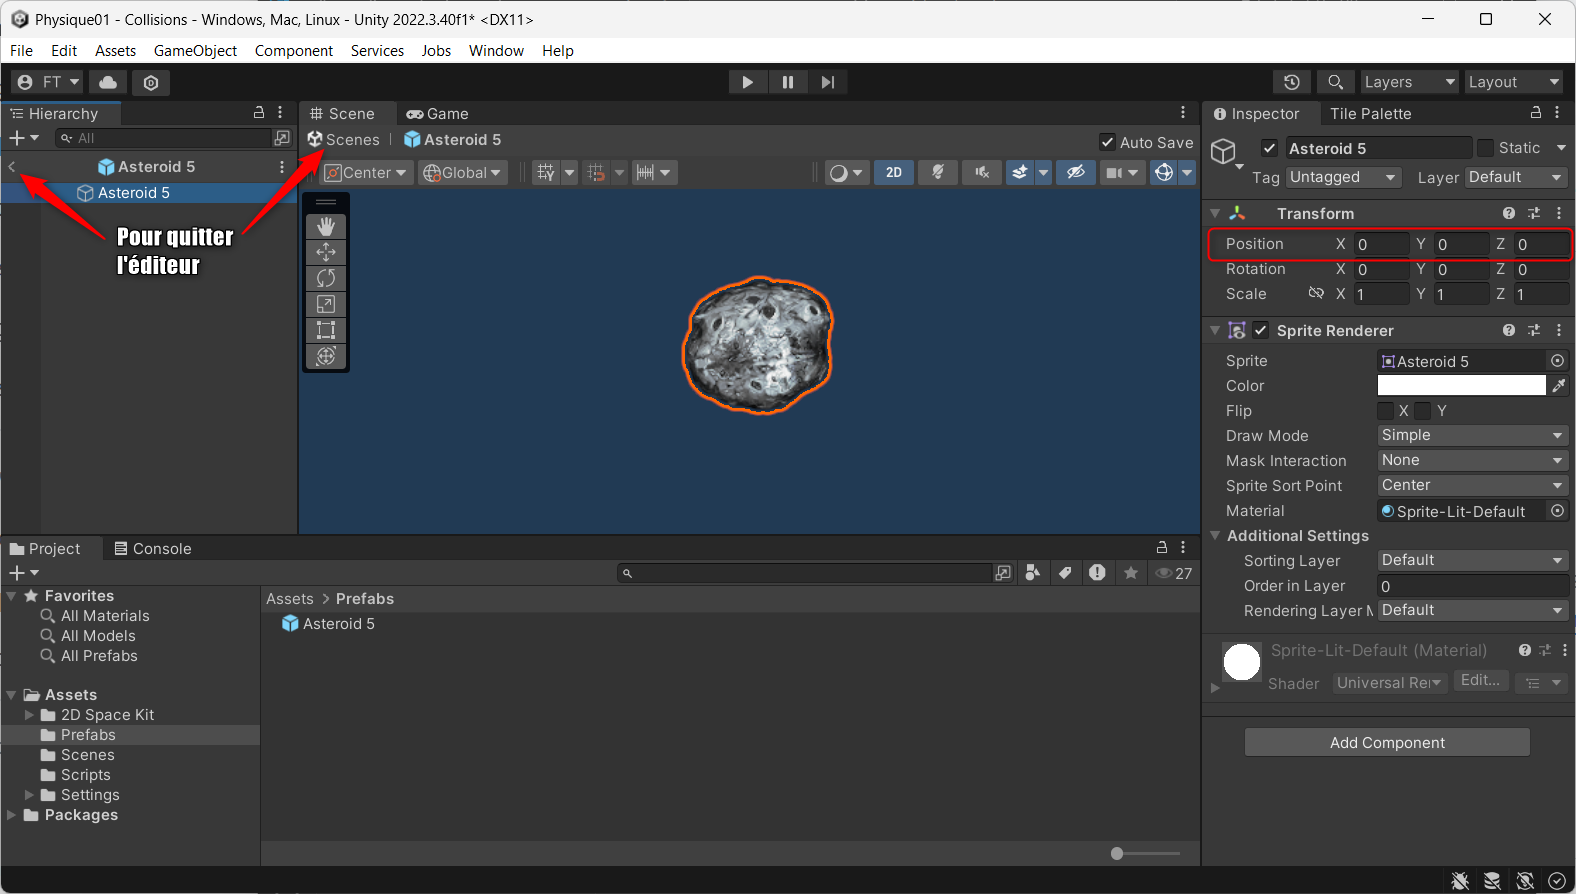 Physique01 - Collisions - Windows, Mac, Linux - Unity 2022.3.40f1* <DX11>
File Edit Assets GameObject Component Services Jobs Window Help
FT Layers Layout
Hierarchy
All
Asteroid 5
Asteroid 5
Pour quitter
l'éditeur
Scene Game
Scenes | Asteroid 5 Auto Save
Center Global 2D
Inspector Tile Palette
Asteroid 5 Static
Tag Untagged Layer Default
Transform
Position X 0 Y 0 Z 0
Rotation X 0 Y 0 Z 0
Scale X 1 Y 1 Z 1
Sprite Renderer
Sprite Asteroid 5
Color
Flip X Y
Draw Mode Simple
Mask Interaction None
Sprite Sort Point Center
Material Sprite-Lit-Default
Additional Settings
Sorting Layer Default
Order in Layer 0
Rendering Layer M Default
Sprite-Lit-Default (Material)
Shader Universal Re Edit...
Add Component
Project Console
27
Favorites
All Materials
All Models
All Prefabs
Assets
2D Space Kit
Prefabs
Scenes
Scripts
Settings
Packages
Assets > Prefabs
Asteroid 5